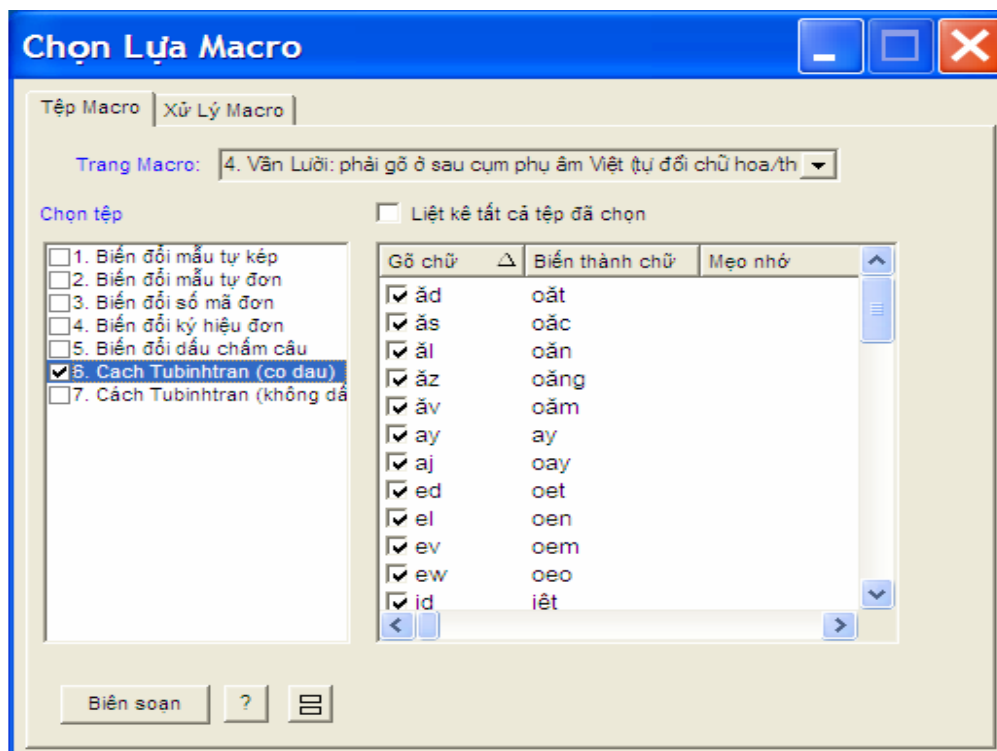 Chọn Lựa Macro
Tệp Macro Xử Lý Macro
Trang Macro: 4. Vần Lười: phải gõ ở sau cụm phụ âm Việt (tự đổi chữ hoa/th
Chọn tệp Liệt kê tất cả tệp đã chọn
1. Biến đổi mẫu tự kép
2. Biến đổi mẫu tự đơn
3. Biến đổi số mã đơn
4. Biến đổi ký hiệu đơn
5. Biến đổi dấu chấm câu
6. Cach Tubinhtran (co dau)
7. Cách Tubinhtran (không dấ
Gõ chữ Biến thành chữ Mẹo nhớ
ăd oăt
ăs oăc
ăl oăn
ăz oăng
ăv oăm
ay ay
aj oay
ed oet
el oen
ev oem
ew oeo
id iêt
Biên soạn ?